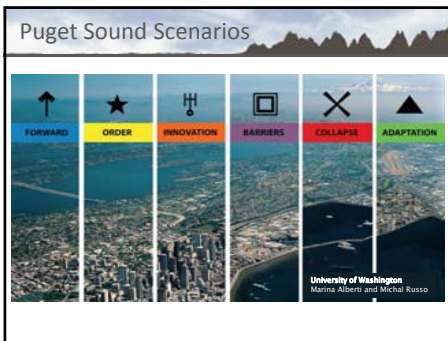 Puget Sound Scenarios
FORWARD ORDER INNOVATION BARRIERS COLLAPSE ADAPTATION
University of Washington
Marina Alberti and Michal Russo